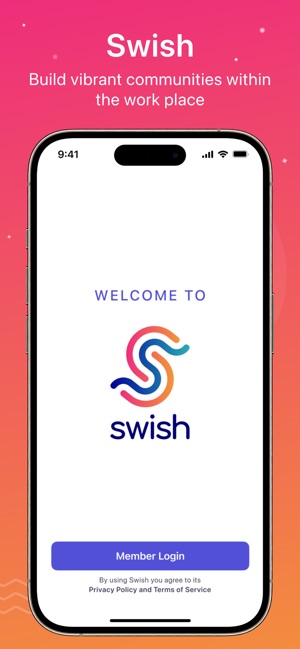 Swish
Build vibrant communities within
the work place
9:41
WELCOME TO
swish
Member Login
By using Swish you agree to its
Privacy Policy and Terms of Service